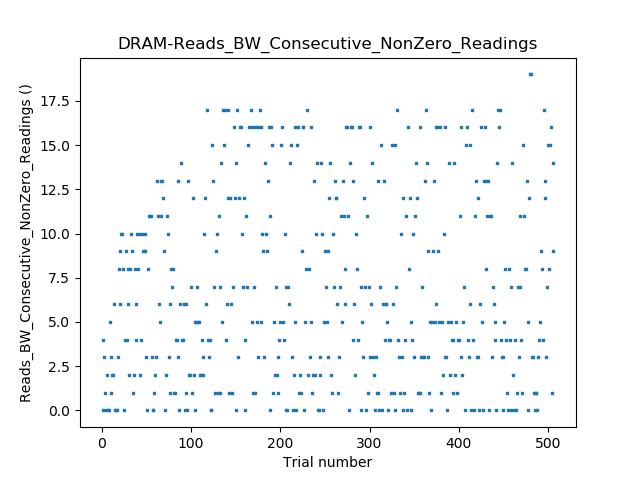 DRAM-Reads_BW_Consecutive_NonZero_Readings
Reads_BW_Consecutive_NonZero_Readings ()
17.5
15.0
12.5
10.0
7.5
5.0
2.5
0.0
0 100 200 300 400 500
Trial number